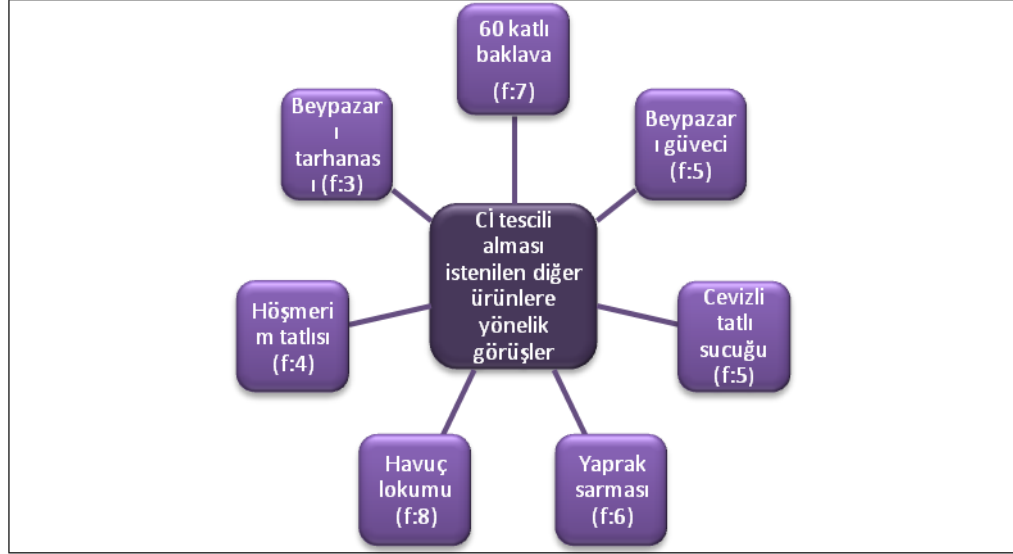 60 katlı
baklava
(f:7)
Beypazar
ı güveci
(f:5)
Cevizli
tatlı
sucuğu
(f:5)
Yaprak
sarması
(f:6)
Havuç
lokumu
(f:8)
Höşmeri
m tatlısı
(f:4)
Beypazar
ı
tarhanas
ı (f:3)
Cİ tescili
alması
istenilen diğer
ürünlere
yönelik
görüşler